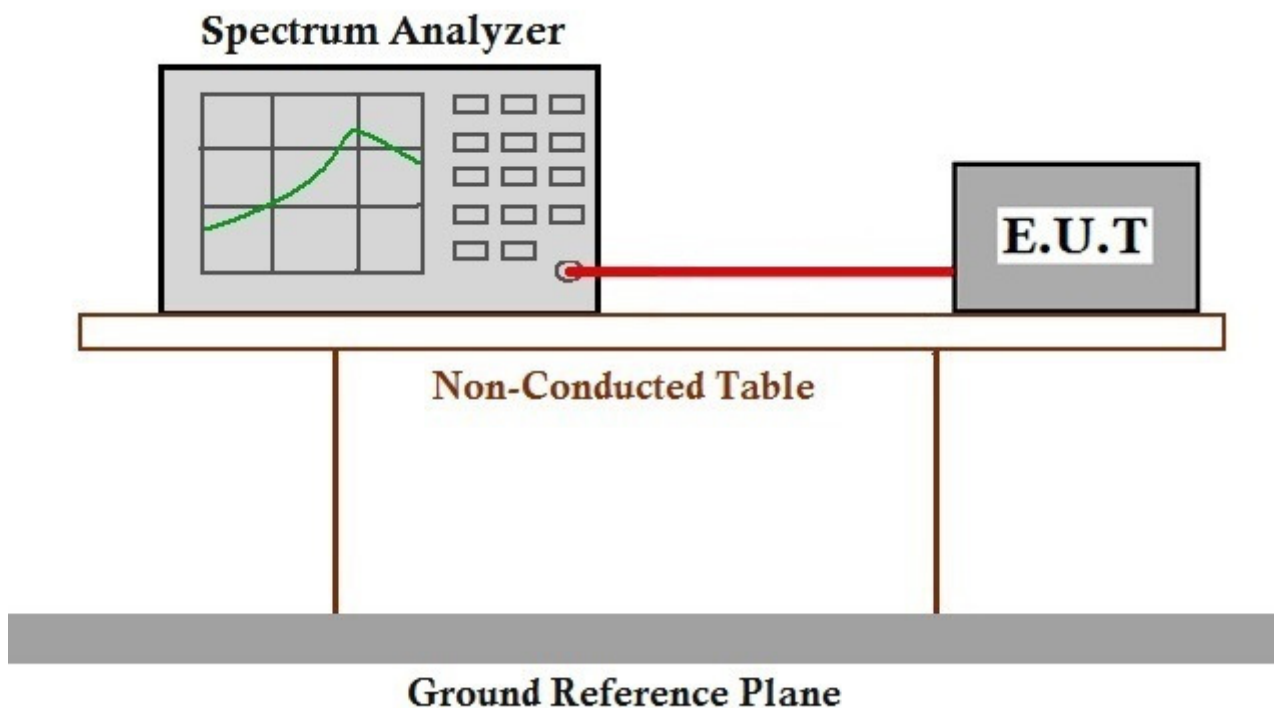 Spectrum Analyzer
E.U.T
Non-Conducted Table
Ground Reference Plane